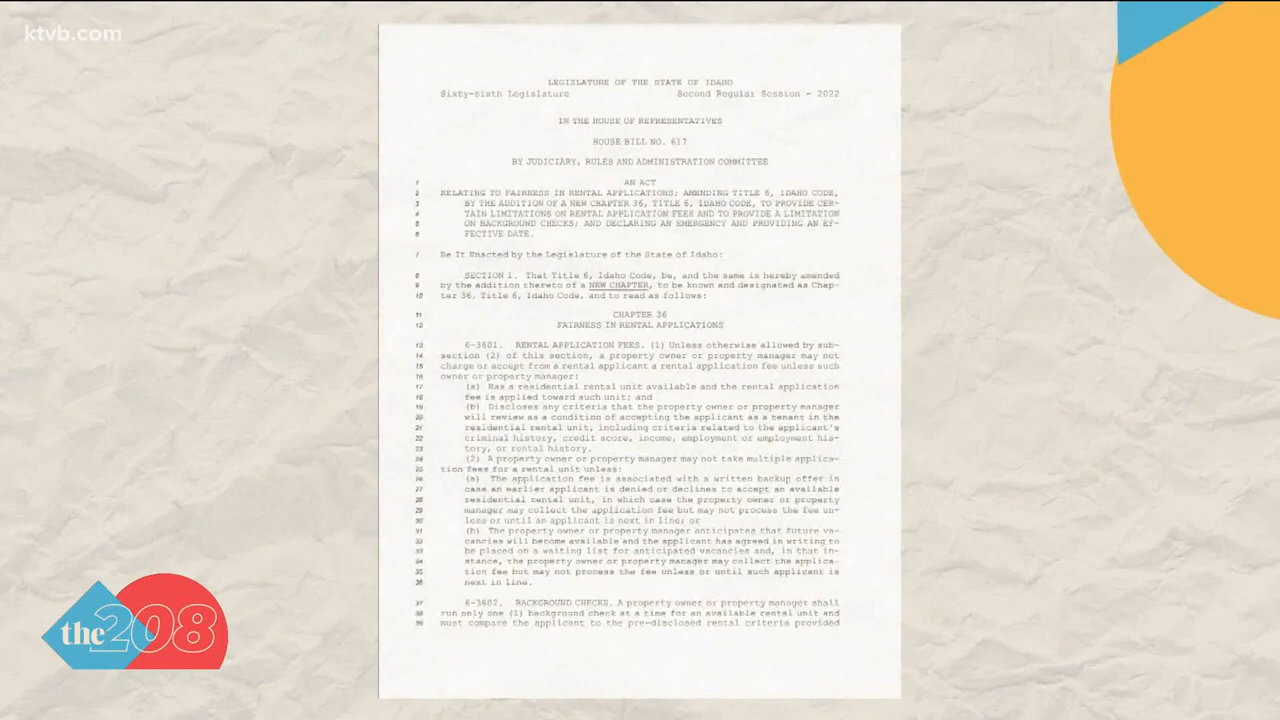 ktvb.com
LEGISLATURE OF THE STATE OF IDAHO
Sixty-sixth Legislature Second Regular Session - 2022
IN THE HOUSE OF REPRESENTATIVES
HOUSE BILL NO. 617
BY JUDICIARY, RULES AND ADMINISTRATION COMMITTEE
1 AN ACT
2 RELATING TO FAIRNESS IN RENTAL APPLICATIONS; AMENDING TITLE 6, IDAHO CODE,
3 BY THE ADDITION OF A NEW CHAPTER 36, TITLE 6, IDAHO CODE, TO PROVIDE CER-
4 TAIN LIMITATIONS ON RENTAL APPLICATION FEES AND TO PROVIDE A LIMITATION
5 ON BACKGROUND CHECKS; AND DECLARING AN EMERGENCY AND PROVIDING AN EF-
6 FECTIVE DATE.
7 Be It Enacted by the Legislature of the State of Idaho:
8 SECTION 1. That Title 6, Idaho Code, be, and the same is hereby amended
9 by the addition thereto of a NEW CHAPTER, to be known and designated as Chap-
10 ter 36, Title 6, Idaho Code, and to read as follows:
11 CHAPTER 36
12 FAIRNESS IN RENTAL APPLICATIONS
13 6-3601. RENTAL APPLICATION FEES. (1) Unless otherwise allowed by sub-
14 section (2) of this section, a property owner or property manager may not
15 charge or accept from a rental applicant a rental application fee unless such
16 owner or property manager:
17 (a) Has a residential rental unit available and the rental application
18 fee is applied toward such unit; and
19 (b) Discloses any criteria that the property owner or property manager
20 will review as a condition of accepting the applicant as a tenant in the
21 residential rental unit, including criteria related to the applicant's
22 criminal history, credit score, income, employment or employment his-
23 tory, or rental history.
24 (2) A property owner or property manager may not take multiple applica-
25 tion fees for a rental unit unless:
26 (a) The application fee is associated with a written backup offer in
27 case an earlier applicant is denied or declines to accept an available
28 residential rental unit, in which case the property owner or property
29 manager may collect the application fee but may not process the fee un-
30 less or until an applicant is next in line; or
31 (b) The property owner or property manager anticipates that future va-
32 cancies will become available and the applicant has agreed in writing to
33 be placed on a waiting list for anticipated vacancies and, in that in-
34 stance, the property owner or property manager may collect the applica-
35 tion fee but may not process the fee unless or until such applicant is
36 next in line.
37 6-3602. BACKGROUND CHECKS. A property owner or property manager shall
38 run only one (1) background check at a time for an available rental unit and
39 must compare the applicant to the pre-disclosed rental criteria provided
the 208